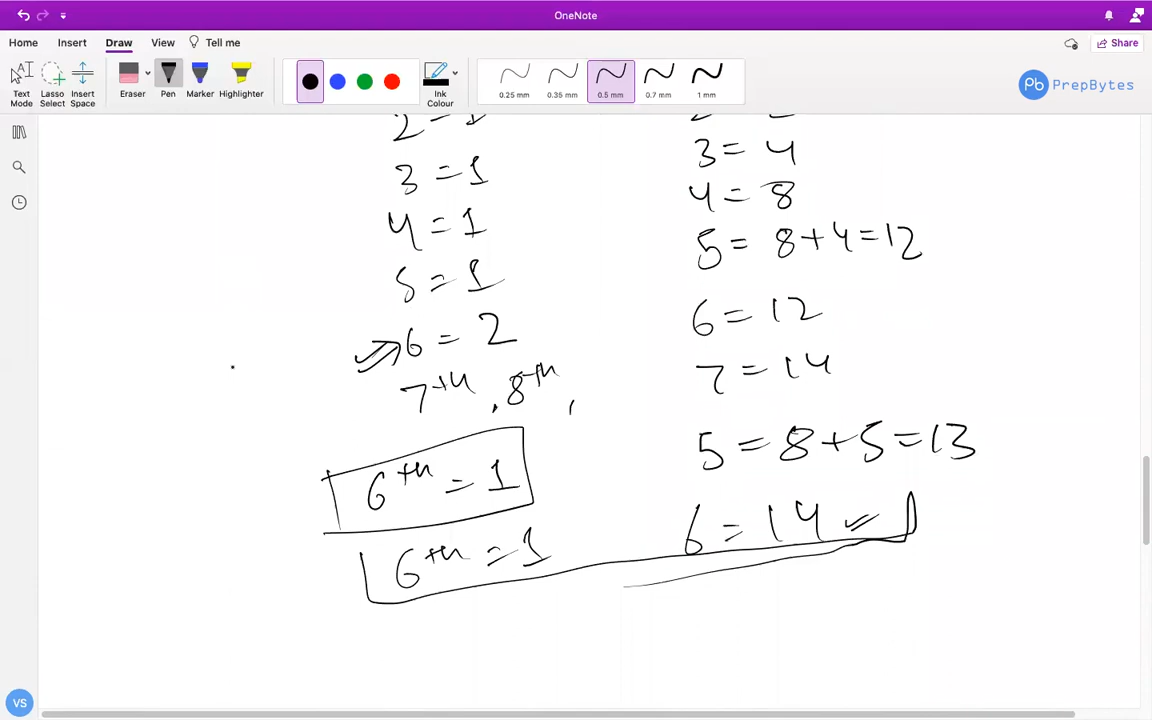 OneNote
Home Insert Draw View Tell me
Share
Text Mode
Lasso Select
Insert Space
Eraser
Pen
Marker
Highlighter
Ink Colour
0.25 mm
0.35 mm
0.5 mm
0.7 mm
1 mm
Pb PrepBytes
2 = 1
3 = 1
4 = 1
5 = 1
6 = 2
7th , 8th ,
6th = 1
6th = 1
3 = 4
4 = 8
5 = 8+4=12
6 = 12
7 = 14
5 = 8+5=13
6 = 14
VS